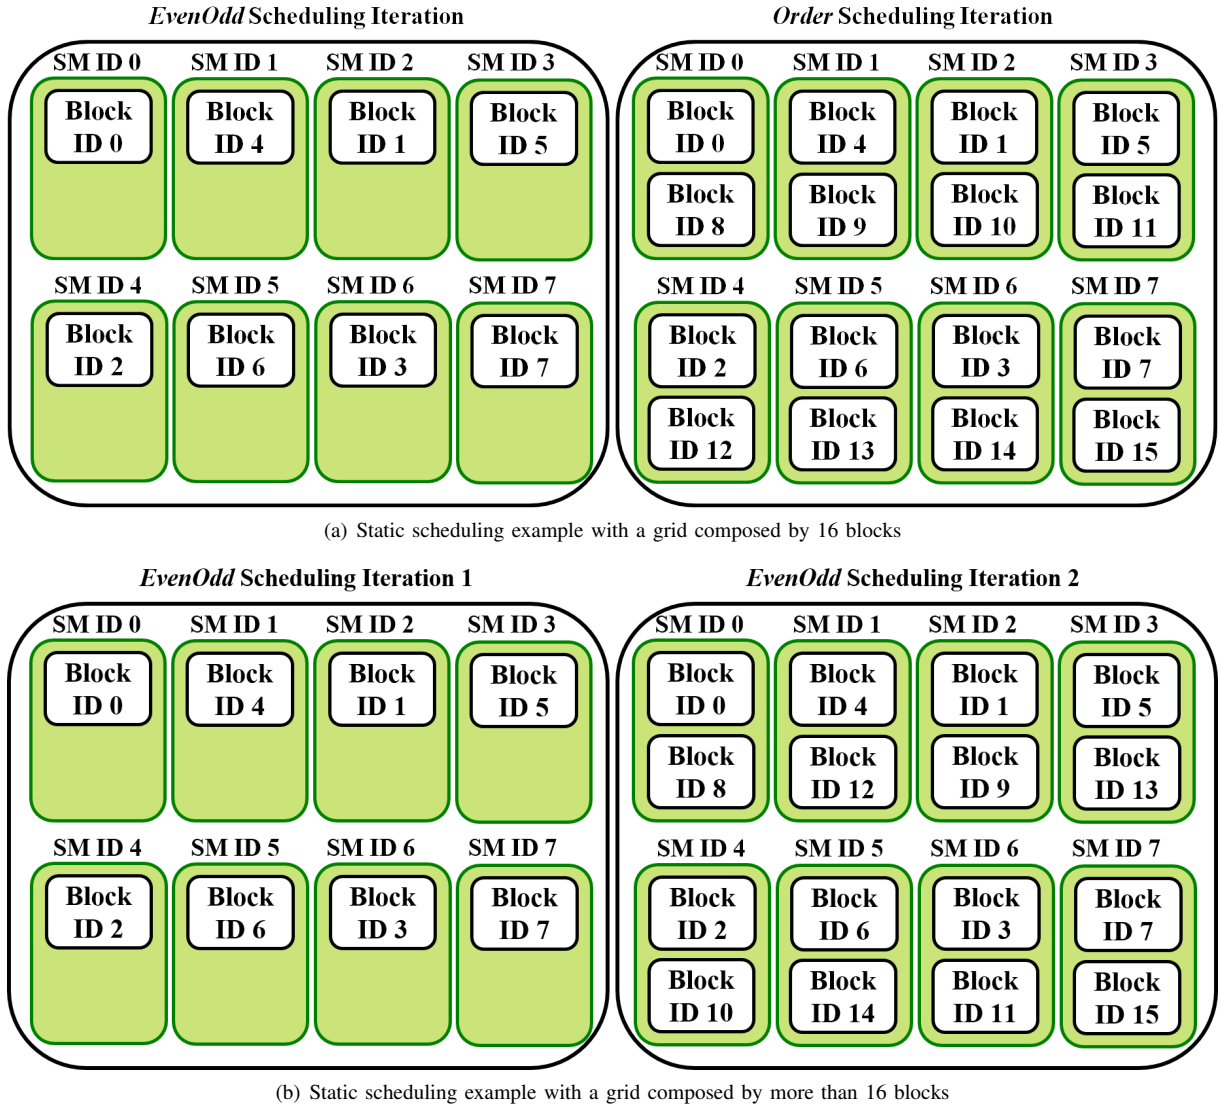 EvenOdd Scheduling Iteration
SM ID 0 SM ID 1 SM ID 2 SM ID 3
Block Block Block Block
ID 0 ID 4 ID 1 ID 5
SM ID 4 SM ID 5 SM ID 6 SM ID 7
Block Block Block Block
ID 2 ID 6 ID 3 ID 7
Order Scheduling Iteration
SM ID 0 SM ID 1 SM ID 2 SM ID 3
Block Block Block Block
ID 0 ID 4 ID 1 ID 5
Block Block Block Block
ID 8 ID 9 ID 10 ID 11
SM ID 4 SM ID 5 SM ID 6 SM ID 7
Block Block Block Block
ID 2 ID 6 ID 3 ID 7
Block Block Block Block
ID 12 ID 13 ID 14 ID 15
(a) Static scheduling example with a grid composed by 16 blocks
EvenOdd Scheduling Iteration 1
SM ID 0 SM ID 1 SM ID 2 SM ID 3
Block Block Block Block
ID 0 ID 4 ID 1 ID 5
SM ID 4 SM ID 5 SM ID 6 SM ID 7
Block Block Block Block
ID 2 ID 6 ID 3 ID 7
EvenOdd Scheduling Iteration 2
SM ID 0 SM ID 1 SM ID 2 SM ID 3
Block Block Block Block
ID 0 ID 4 ID 1 ID 5
Block Block Block Block
ID 8 ID 12 ID 9 ID 13
SM ID 4 SM ID 5 SM ID 6 SM ID 7
Block Block Block Block
ID 2 ID 6 ID 3 ID 7
Block Block Block Block
ID 10 ID 14 ID 11 ID 15
(b) Static scheduling example with a grid composed by more than 16 blocks